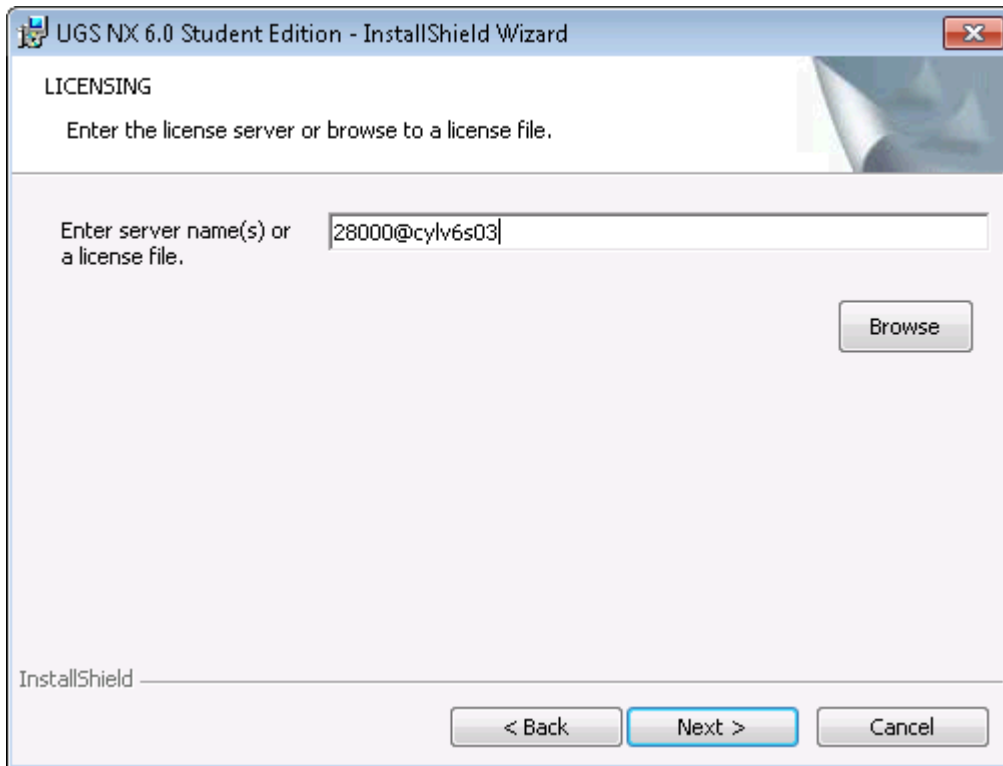 UGS NX 6.0 Student Edition - InstallShield Wizard
LICENSING
Enter the license server or browse to a license file.
Enter server name(s) or
a license file.
28000@cylv6s03
Browse
InstallShield
< Back
Next >
Cancel